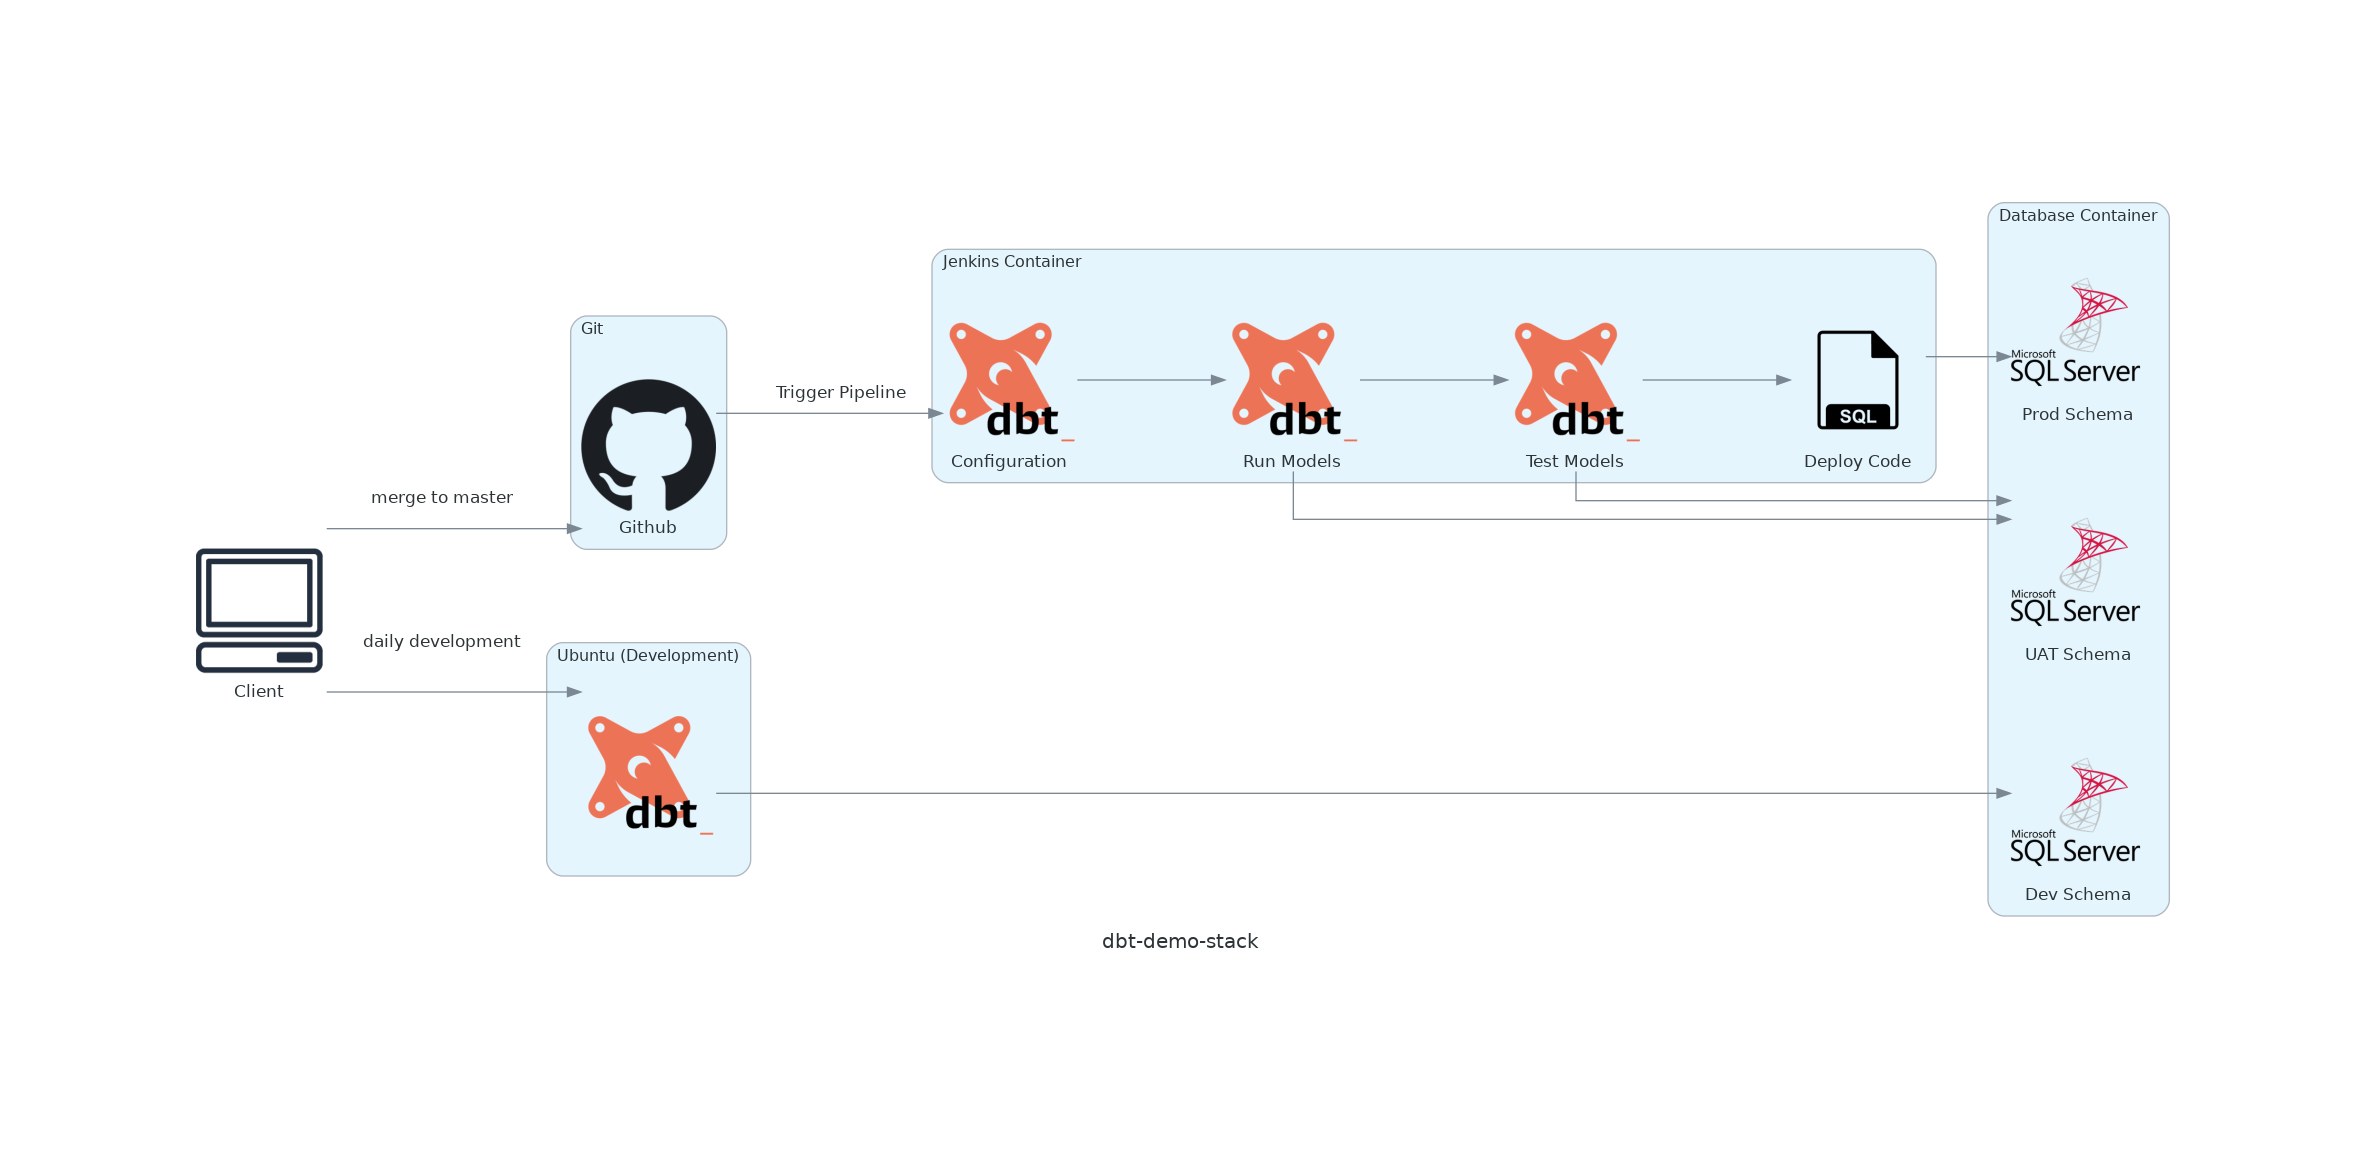 Database Container
Microsoft
SQL Server
Prod Schema
Jenkins Container
dbt_
Configuration
dbt_
Run Models
dbt_
Test Models
SQL
Deploy Code
Git
Github
Trigger Pipeline
merge to master
daily development
Client
Ubuntu (Development)
dbt_
Microsoft
SQL Server
UAT Schema
Microsoft
SQL Server
Dev Schema
dbt-demo-stack